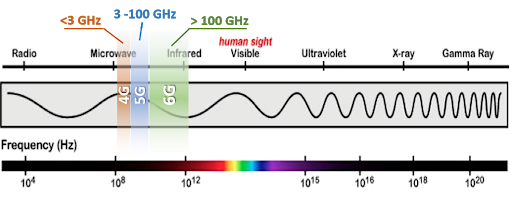 <3 GHz
3 -100 GHz
> 100 GHz
Radio
Microwave
Infrared
human sight
Visible
Ultraviolet
X-ray
Gamma Ray
4G
5G
6G
Frequency (Hz)
10⁴
10⁸
10¹²
10¹⁵
10¹⁶
10¹⁸
10²⁰